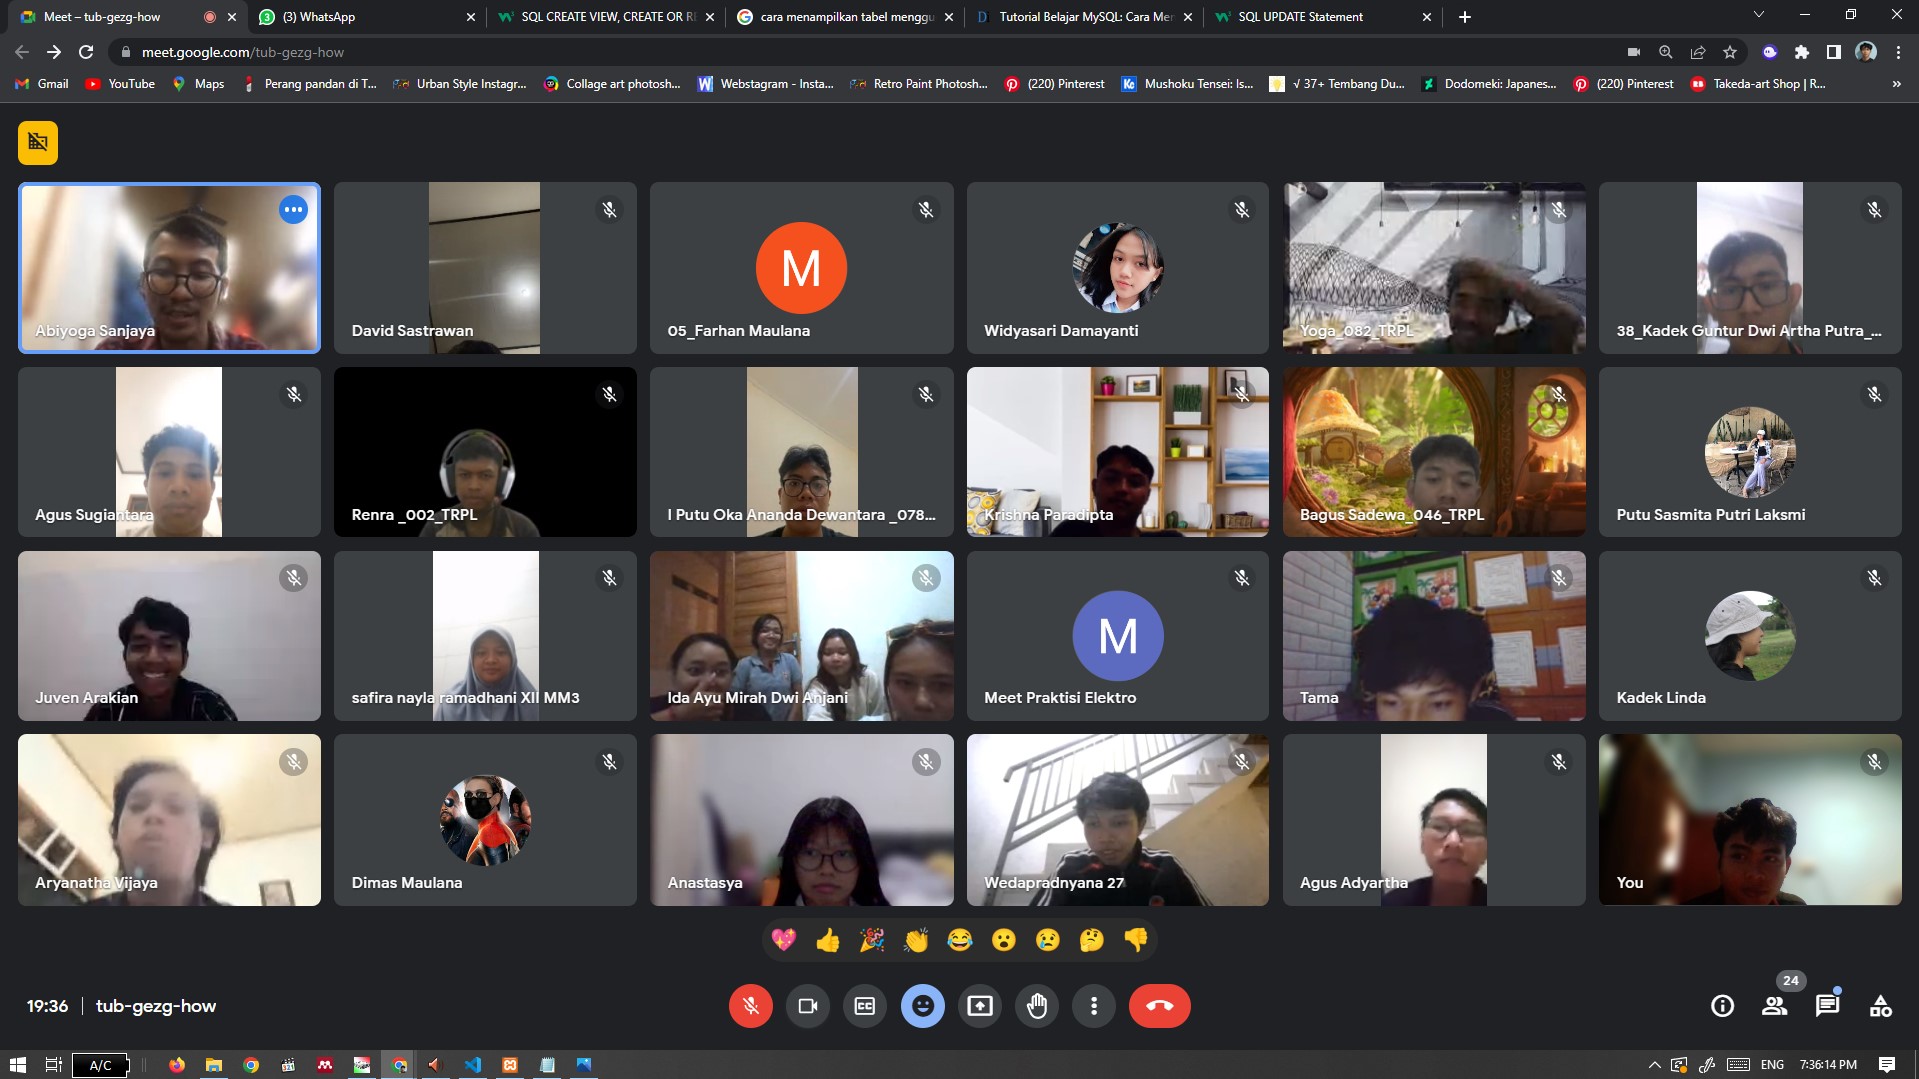 Meet – tub-gezg-how
(3) WhatsApp
SQL CREATE VIEW, CREATE OR RE
cara menampilkan tabel menggu
Tutorial Belajar MySQL: Cara Mer
SQL UPDATE Statement
meet.google.com/tub-gezg-how
Gmail
YouTube
Maps
Perang pandan di T...
Urban Style Instagr...
Collage art photosh...
Webstagram - Insta...
Retro Paint Photosh...
(220) Pinterest
Mushoku Tensei: Is...
√ 37+ Tembang Du...
Dodomeki: Japanes...
(220) Pinterest
Takeda-art Shop | R...
»
Abiyoga Sanjaya
David Sastrawan
M
05_Farhan Maulana
Widyasari Damayanti
Yoga_082_TRPL
38_Kadek Guntur Dwi Artha Putra_...
Agus Sugiantara
Renra _002_TRPL
I Putu Oka Ananda Dewantara _078...
Krishna Paradipta
Bagus Sadewa_046_TRPL
Putu Sasmita Putri Laksmi
Juven Arakian
safira nayla ramadhani XII MM3
Ida Ayu Mirah Dwi Anjani
M
Meet Praktisi Elektro
Tama
Kadek Linda
Aryanatha Vijaya
Dimas Maulana
Anastasya
Wedapradnyana 27
Agus Adyartha
You
19:36 | tub-gezg-how
CC
24
A/C
ENG
7:36:14 PM